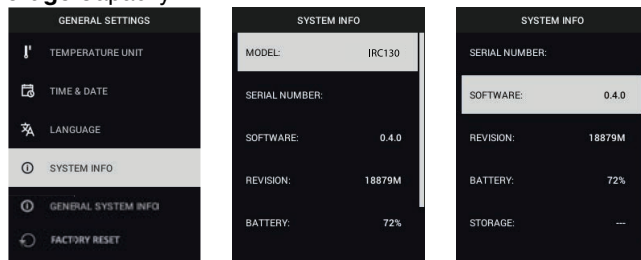 GENERAL SETTINGS
TEMPERATURE UNIT
TIME & DATE
LANGUAGE
SYSTEM INFO
GENERAL SYSTEM INFO
FACTORY RESET
SYSTEM INFO
MODEL: IRC130
SERIAL NUMBER:
SOFTWARE: 0.4.0
REVISION: 18879M
BATTERY: 72%
SYSTEM INFO
SERIAL NUMBER:
SOFTWARE: 0.4.0
REVISION: 18879M
BATTERY: 72%
STORAGE: ---